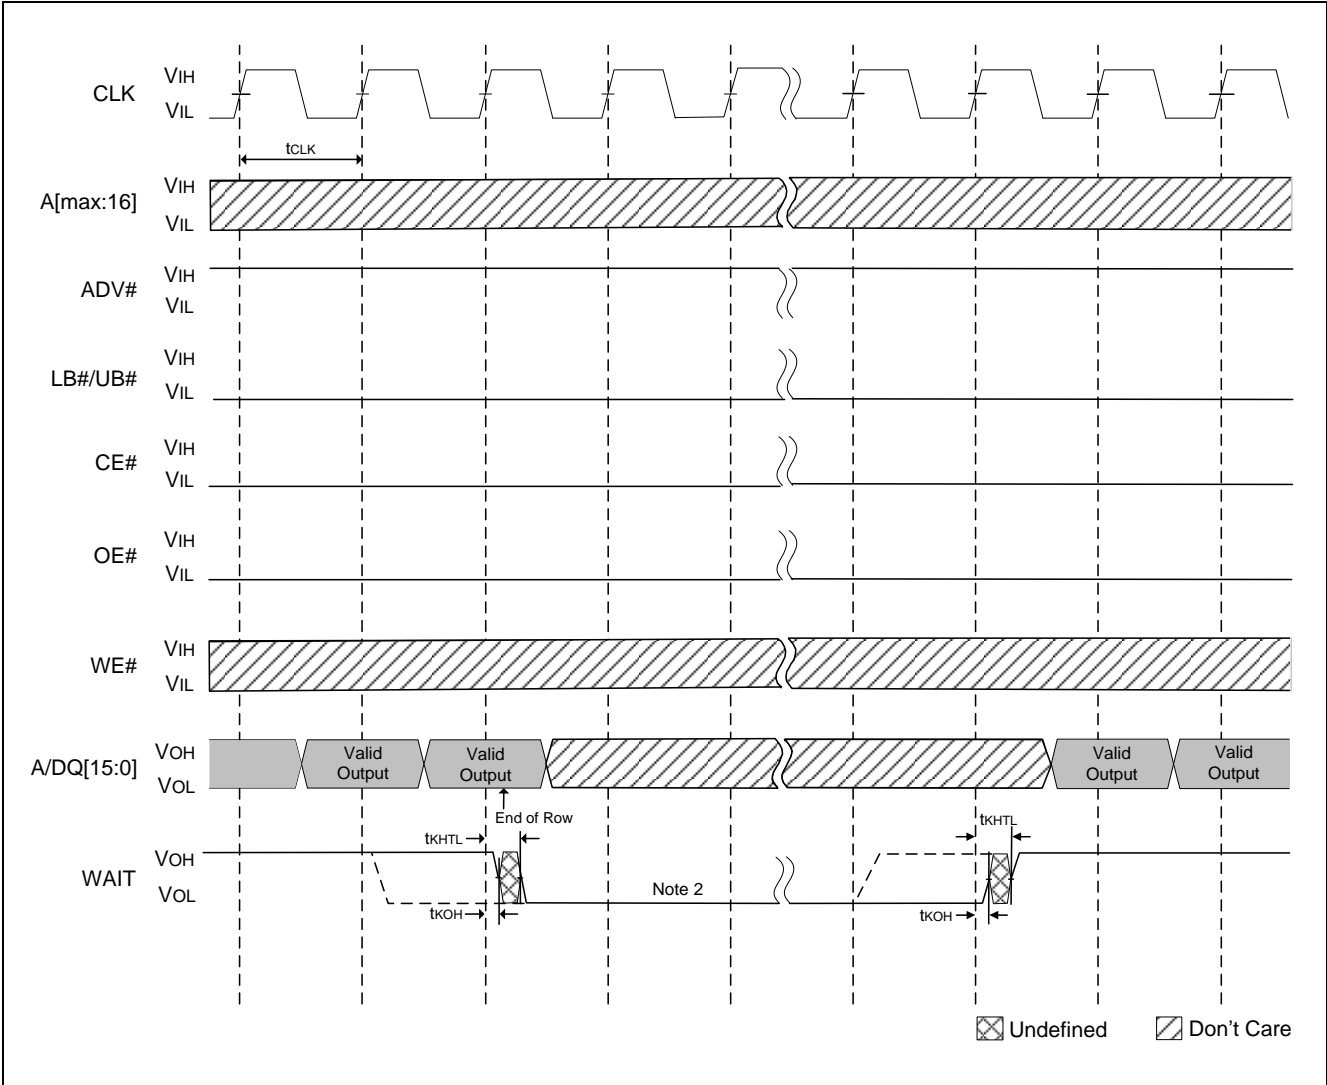 CLK
VIH
VIL
tCLK
A[max:16]
VIH
VIL
ADV#
VIH
VIL
LB#/UB#
VIH
VIL
CE#
VIH
VIL
OE#
VIH
VIL
WE#
VIH
VIL
A/DQ[15:0]
VOH
VOL
Valid
Output
Valid
Output
Valid
Output
Valid
Output
End of Row
WAIT
VOH
VOL
tKHTL
tKOH
Note 2
tKHTL
tKOH
Undefined
Don't Care